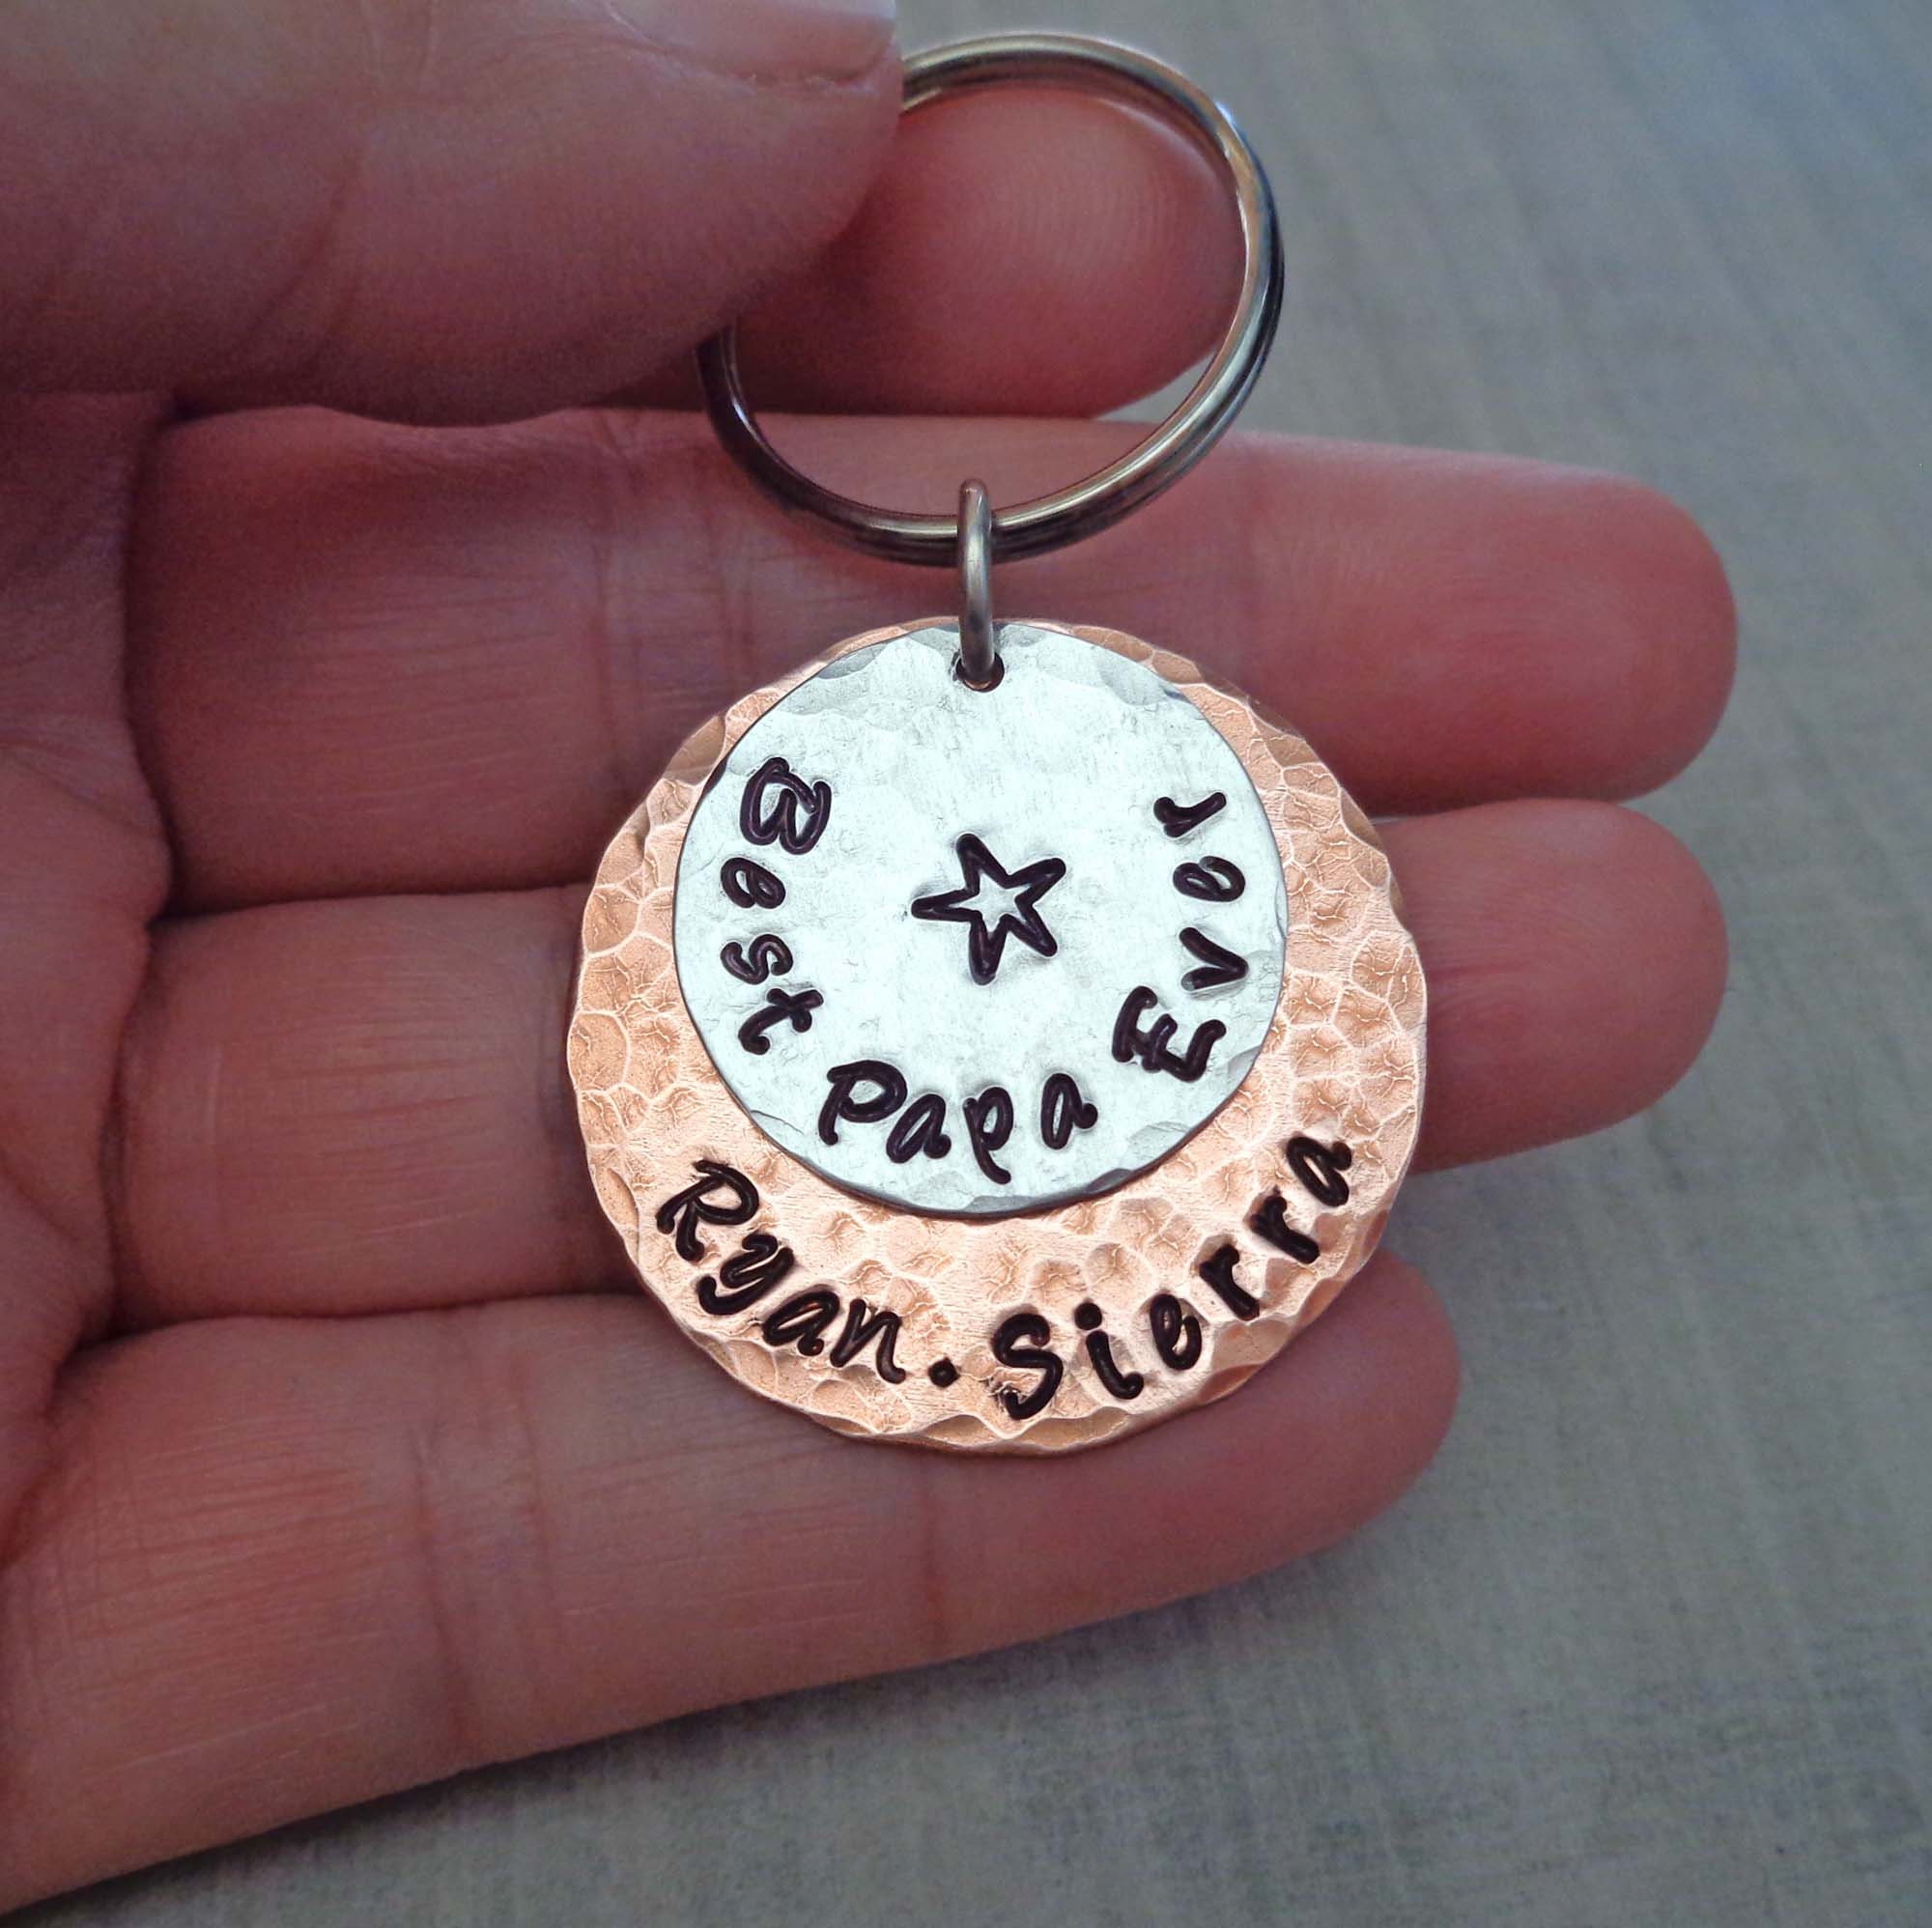 Best Papa Ever
Ryan · Sierra